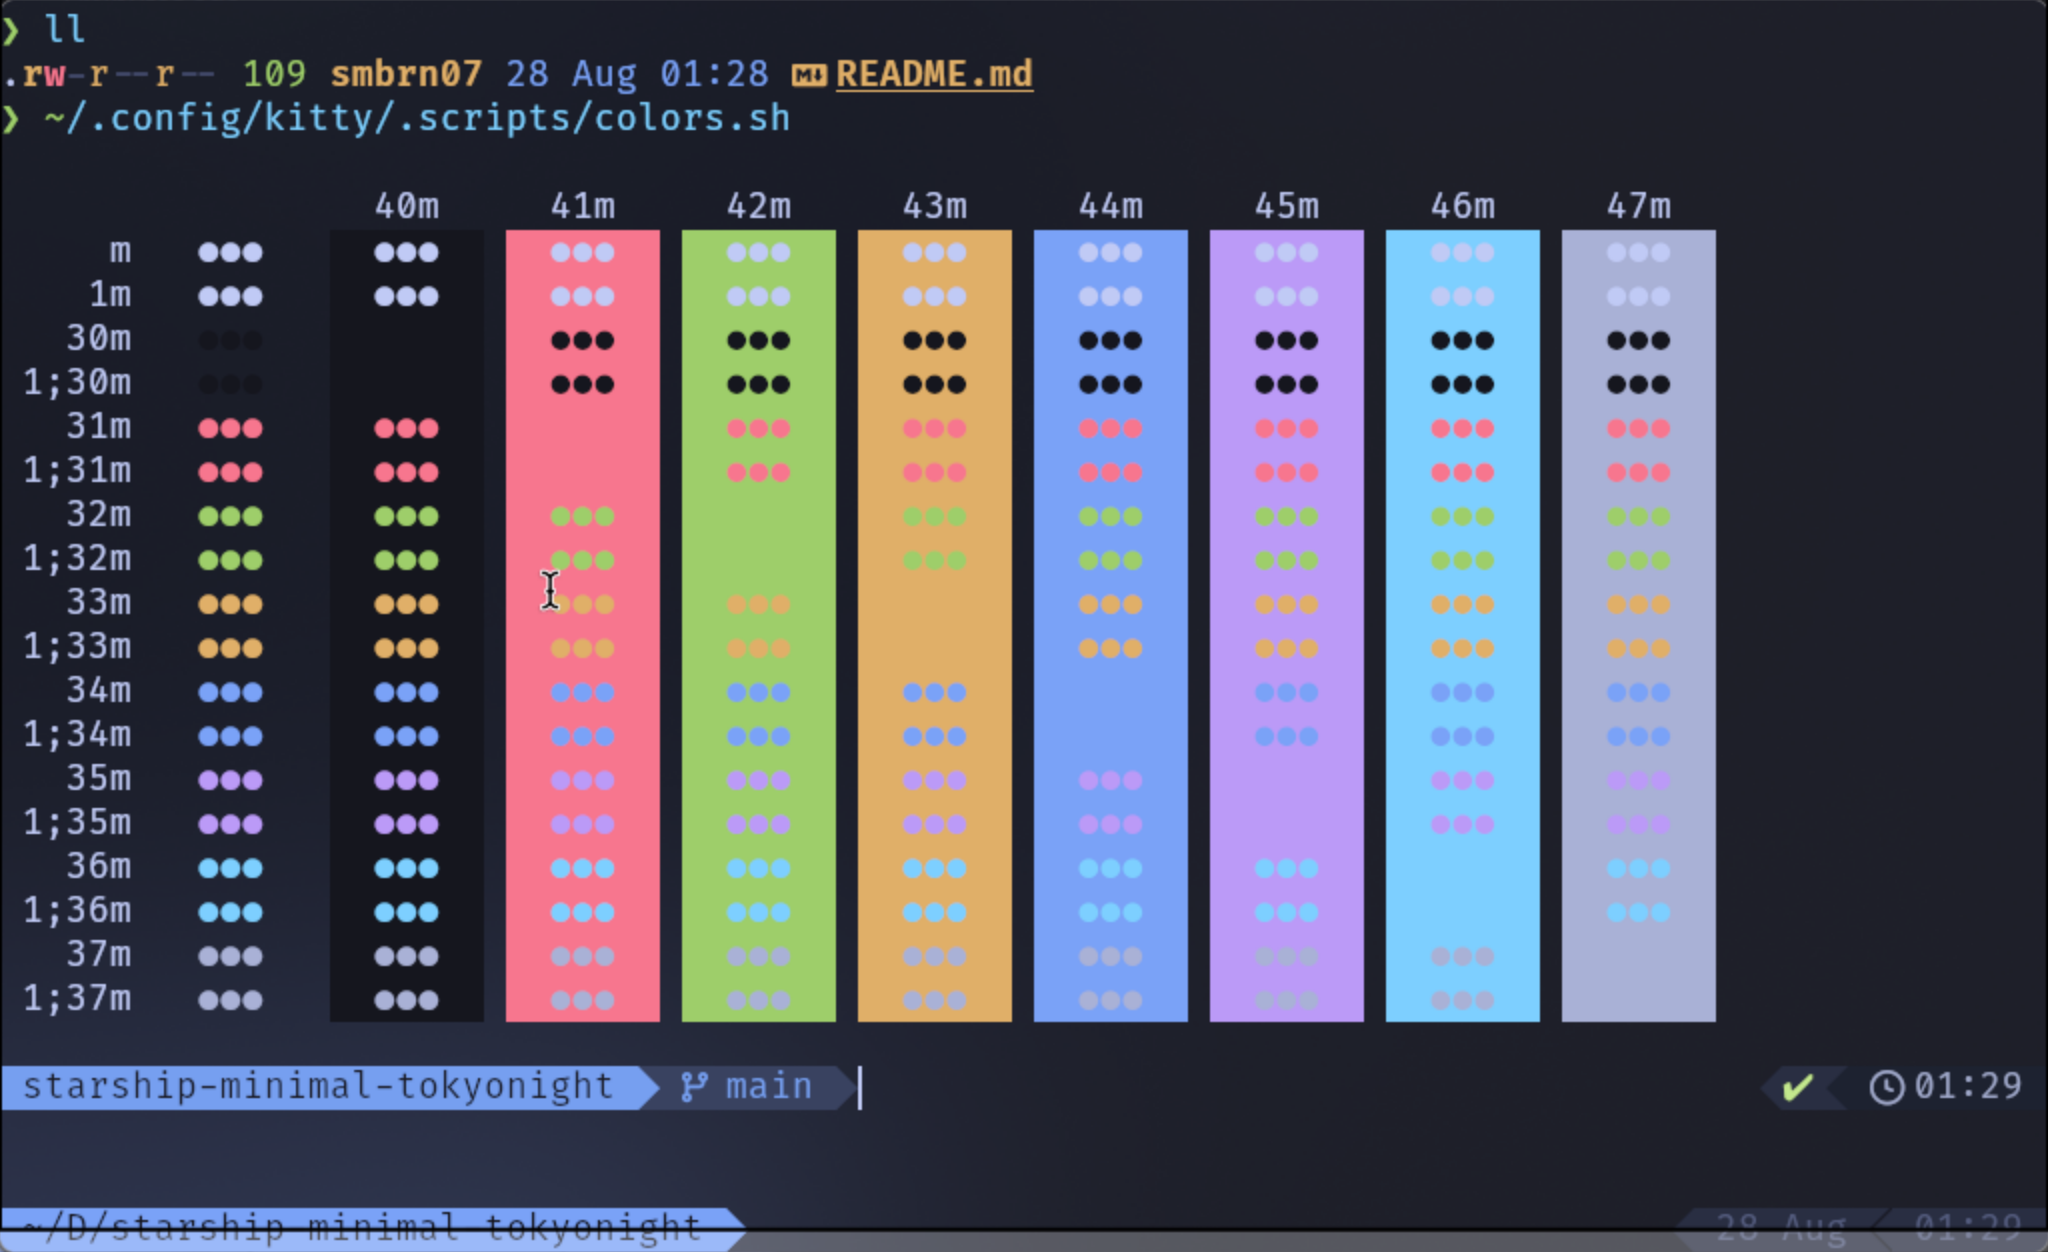 ❯ ll
.rw-r--r-- 109 smbrn07 28 Aug 01:28 README.md
❯ ~/.config/kitty/.scripts/colors.sh
40m 41m 42m 43m 44m 45m 46m 47m
m
1m
30m
1;30m
31m
1;31m
32m
1;32m
33m
1;33m
34m
1;34m
35m
1;35m
36m
1;36m
37m
1;37m
starship-minimal-tokyonight main ✔ 01:29
~/D/starship-minimal-tokyonight 28 Aug 01:29